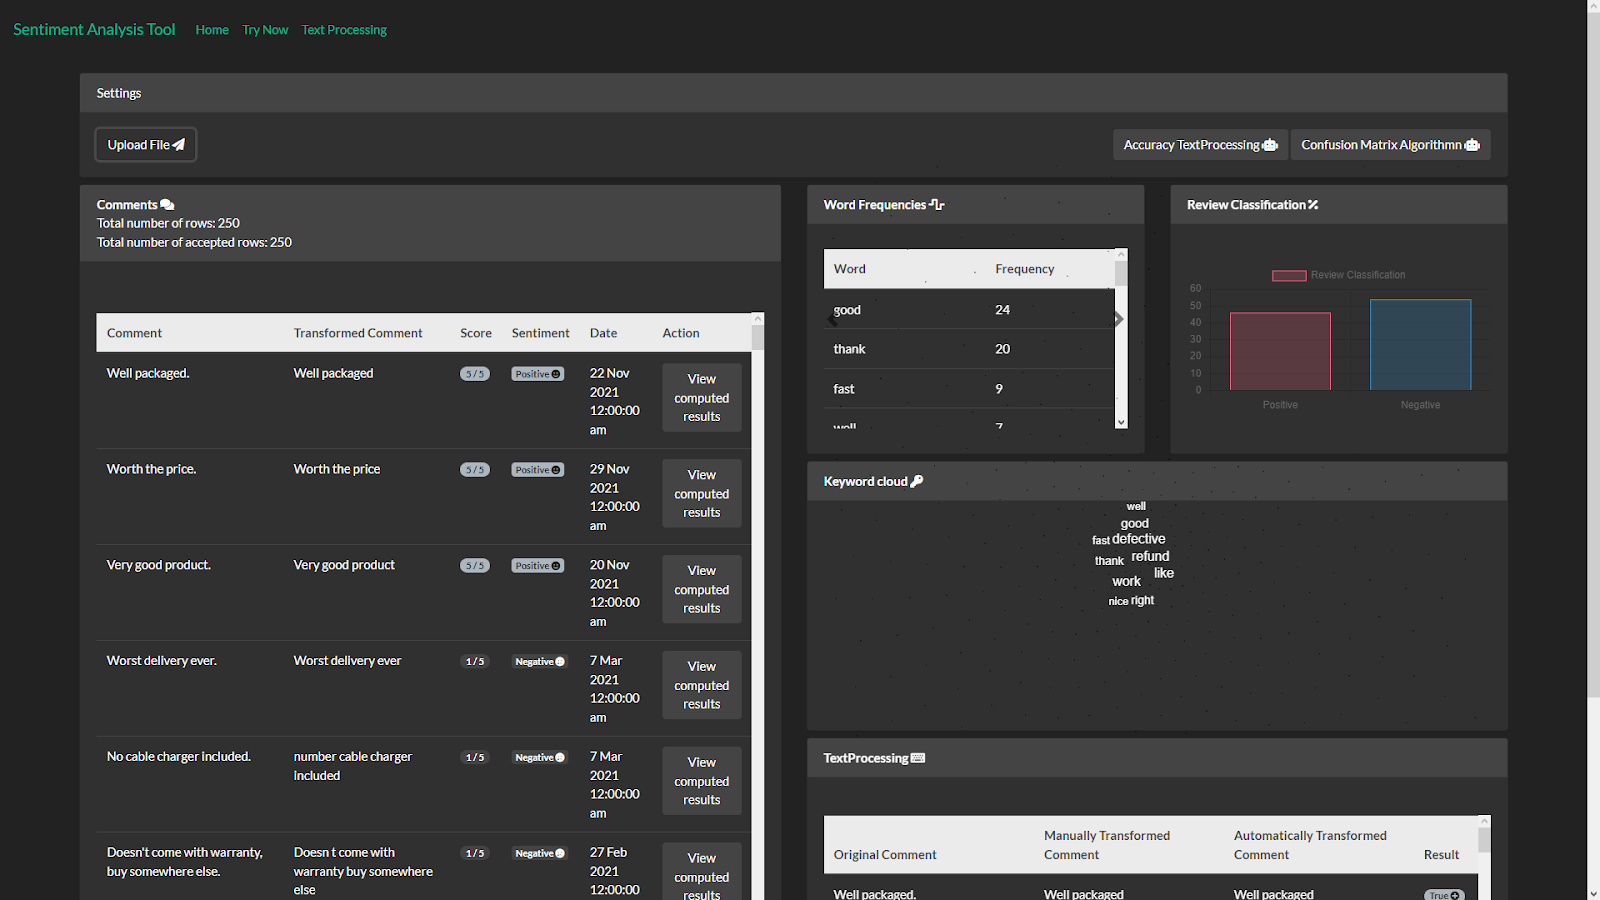 Sentiment Analysis Tool Home Try Now Text Processing
Settings
Upload File
Accuracy TextProcessing
Confusion Matrix Algorithmn
Comments
Total number of rows: 250
Total number of accepted rows: 250
Comment Transformed Comment Score Sentiment Date Action
Well packaged. Well packaged 5 / 5 Positive 22 Nov
2021
12:00:00
am
View
computed
results
Worth the price. Worth the price 5 / 5 Positive 29 Nov
2021
12:00:00
am
View
computed
results
Very good product. Very good product 5 / 5 Positive 20 Nov
2021
12:00:00
am
View
computed
results
Worst delivery ever. Worst delivery ever 1 / 5 Negative 7 Mar
2021
12:00:00
am
View
computed
results
No cable charger included. number cable charger
included
1 / 5 Negative 7 Mar
2021
12:00:00
am
View
computed
results
Doesn't come with warranty,
buy somewhere else.
Doesn t come with
warranty buy somewhere
else
1 / 5 Negative 27 Feb
2021
12:00:00
View
computed
results
Word Frequencies
Word Frequency
good 24
thank 20
fast 9
well 7
Review Classification
Review Classification
60
50
40
30
20
10
0
Positive Negative
Keyword cloud
well
good
fast defective
thank refund
like
work
nice right
TextProcessing
Original Comment
Manually Transformed
Comment
Automatically Transformed
Comment
Result
Well packaged. Well packaged Well packaged True